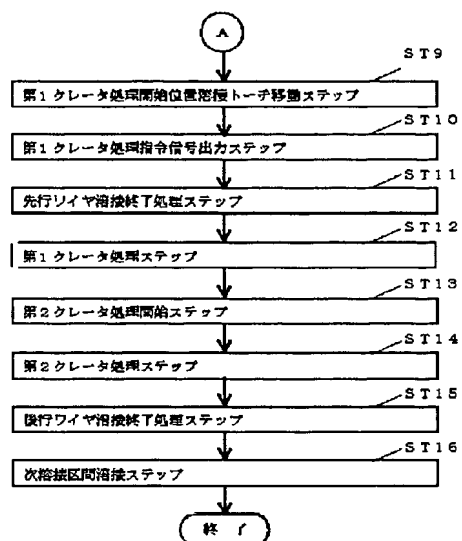 A
ST9
第1クレータ処理開始位置溶接トーチ移動ステップ
ST10
第1クレータ処理指令信号出力ステップ
ST11
先行ワイヤ溶接終了処理ステップ
ST12
第1クレータ処理ステップ
ST13
第2クレータ処理開始ステップ
ST14
第2クレータ処理ステップ
ST15
後行ワイヤ溶接終了処理ステップ
ST16
次溶接区間溶接ステップ
終了